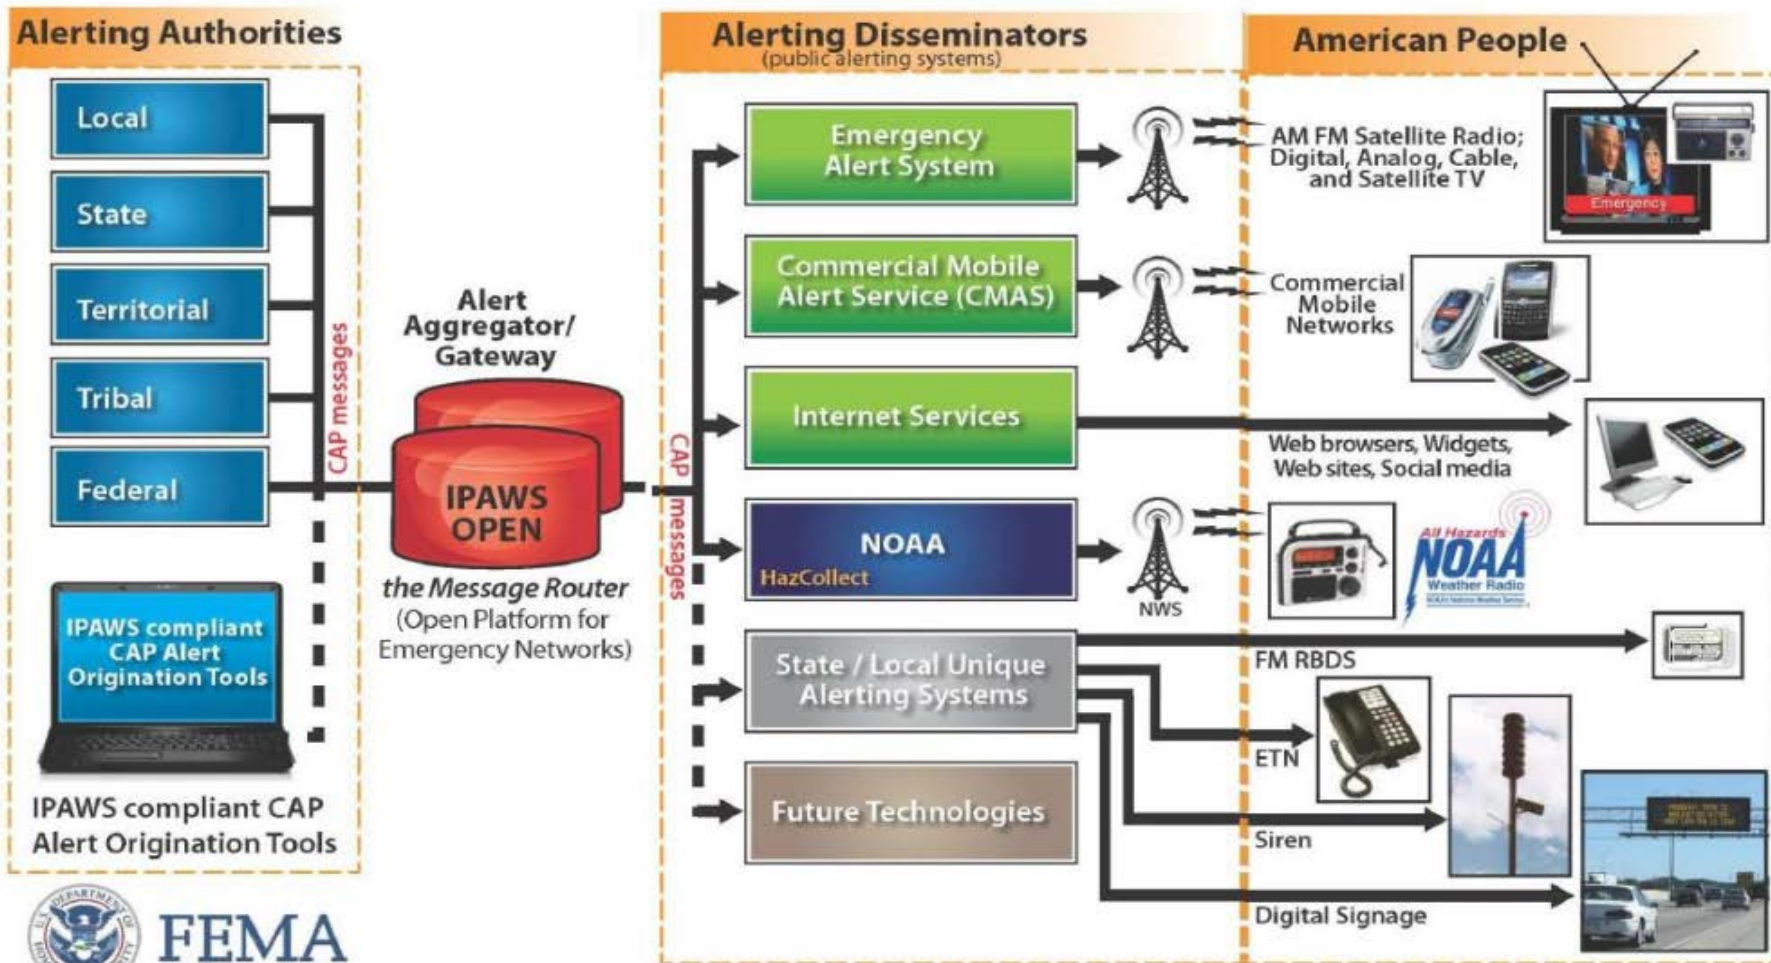 Alerting Authorities
Local
State
Territorial
Tribal
Federal
CAP messages
IPAWS compliant
CAP Alert
Origination Tools
IPAWS compliant CAP
Alert Origination Tools
FEMA
Alert
Aggregator/
Gateway
IPAWS
OPEN
the Message Router
(Open Platform for
Emergency Networks)
Alerting Disseminators
(public alerting systems)
CAP messages
Emergency
Alert System
Commercial Mobile
Alert Service (CMAS)
Internet Services
NOAA
HazCollect
NWS
State / Local Unique
Alerting Systems
Future Technologies
American People
AM FM Satellite Radio;
Digital, Analog, Cable,
and Satellite TV
Emergency
Commercial
Mobile
Networks
Web browsers, Widgets,
Web sites, Social media
All Hazards
NOAA
Weather Radio
FM RBDS
ETN
Siren
Digital Signage